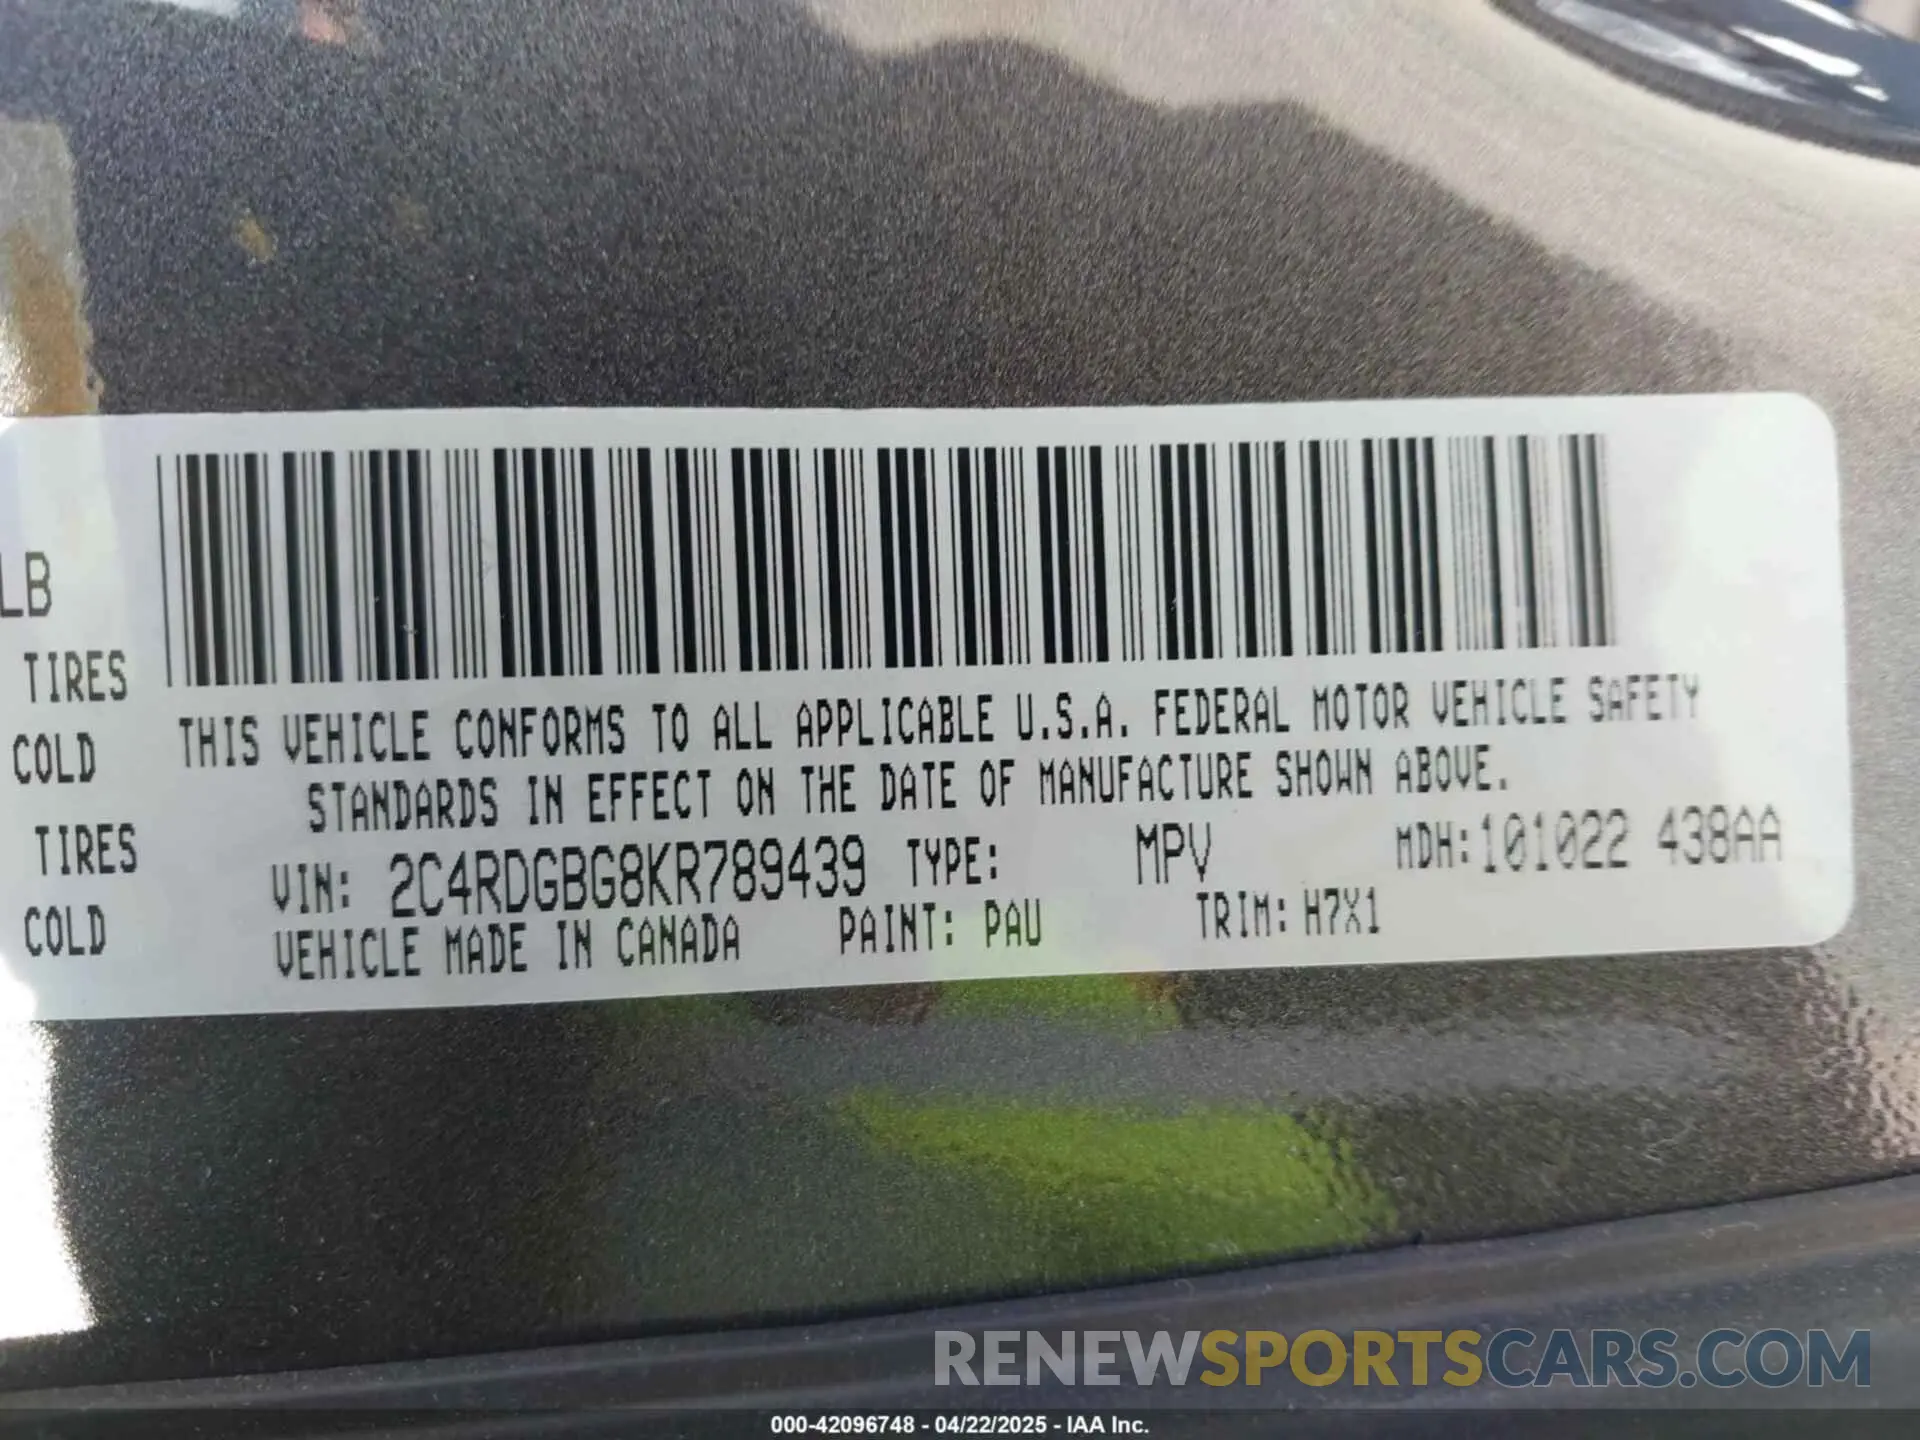 LB
TIRES
COLD
TIRES
COLD
THIS VEHICLE CONFORMS TO ALL APPLICABLE U.S.A. FEDERAL MOTOR VEHICLE SAFETY
STANDARDS IN EFFECT ON THE DATE OF MANUFACTURE SHOWN ABOVE.
VIN: 2C4RDGBG8KR789439 TYPE: MPV MDH:101022 438AA
VEHICLE MADE IN CANADA PAINT: PAU TRIM: H7X1
RENEWSPORTSCARS.COM
000-42096748 - 04/22/2025 - IAA Inc.